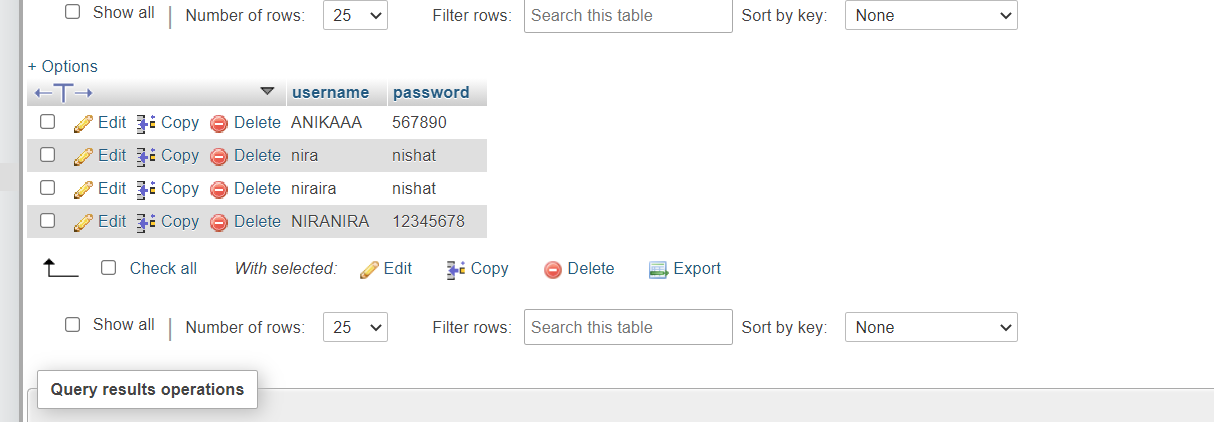 Show all Number of rows: 25 Filter rows: Search this table Sort by key: None
+ Options
username password
Edit Copy Delete ANIKAAA 567890
Edit Copy Delete nira nishat
Edit Copy Delete niraira nishat
Edit Copy Delete NIRANIRA 12345678
Check all With selected: Edit Copy Delete Export
Show all Number of rows: 25 Filter rows: Search this table Sort by key: None
Query results operations